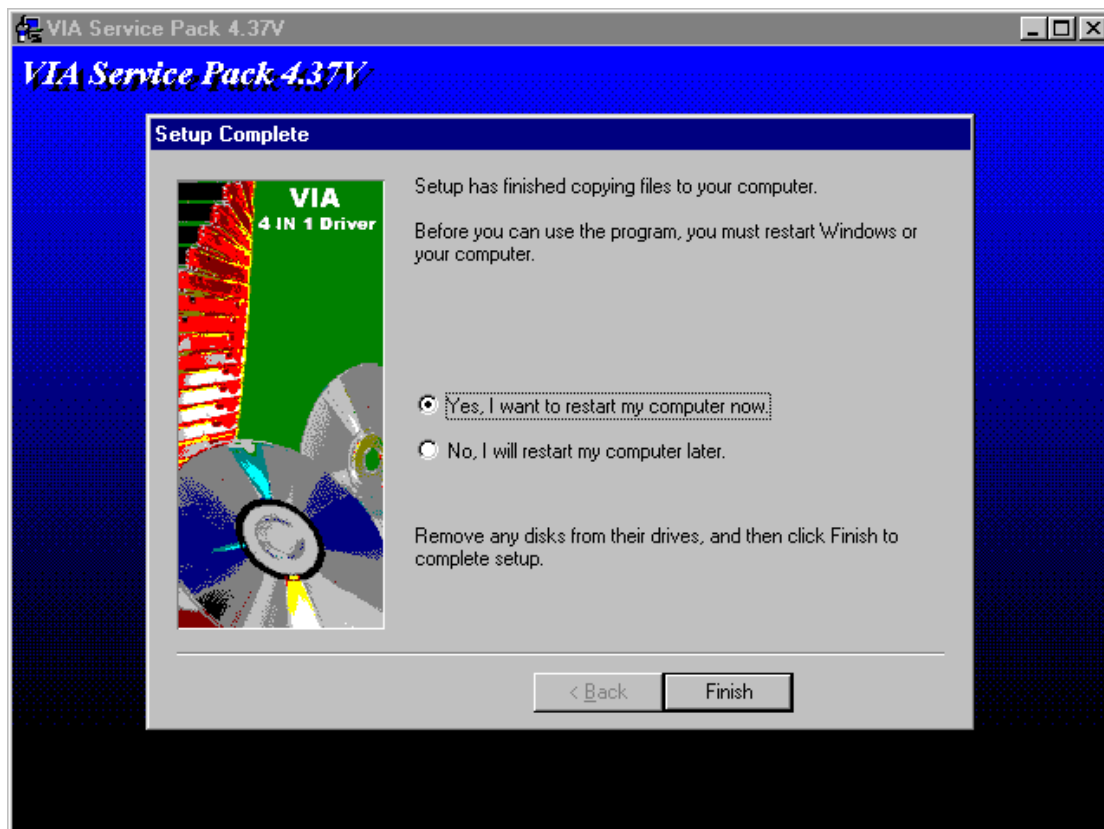 VIA Service Pack 4.37V
VIA Service Pack 4.37V
Setup Complete
VIA
4 IN 1 Driver
Setup has finished copying files to your computer.
Before you can use the program, you must restart Windows or
your computer.
Yes, I want to restart my computer now.
No, I will restart my computer later.
Remove any disks from their drives, and then click Finish to
complete setup.
< Back
Finish